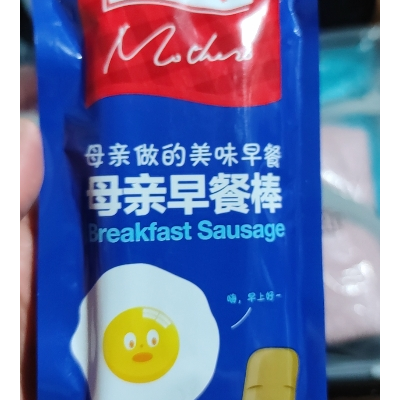 Mother
母亲做的美味早餐
母亲早餐棒
Breakfast Sausage
嗨，早上好~